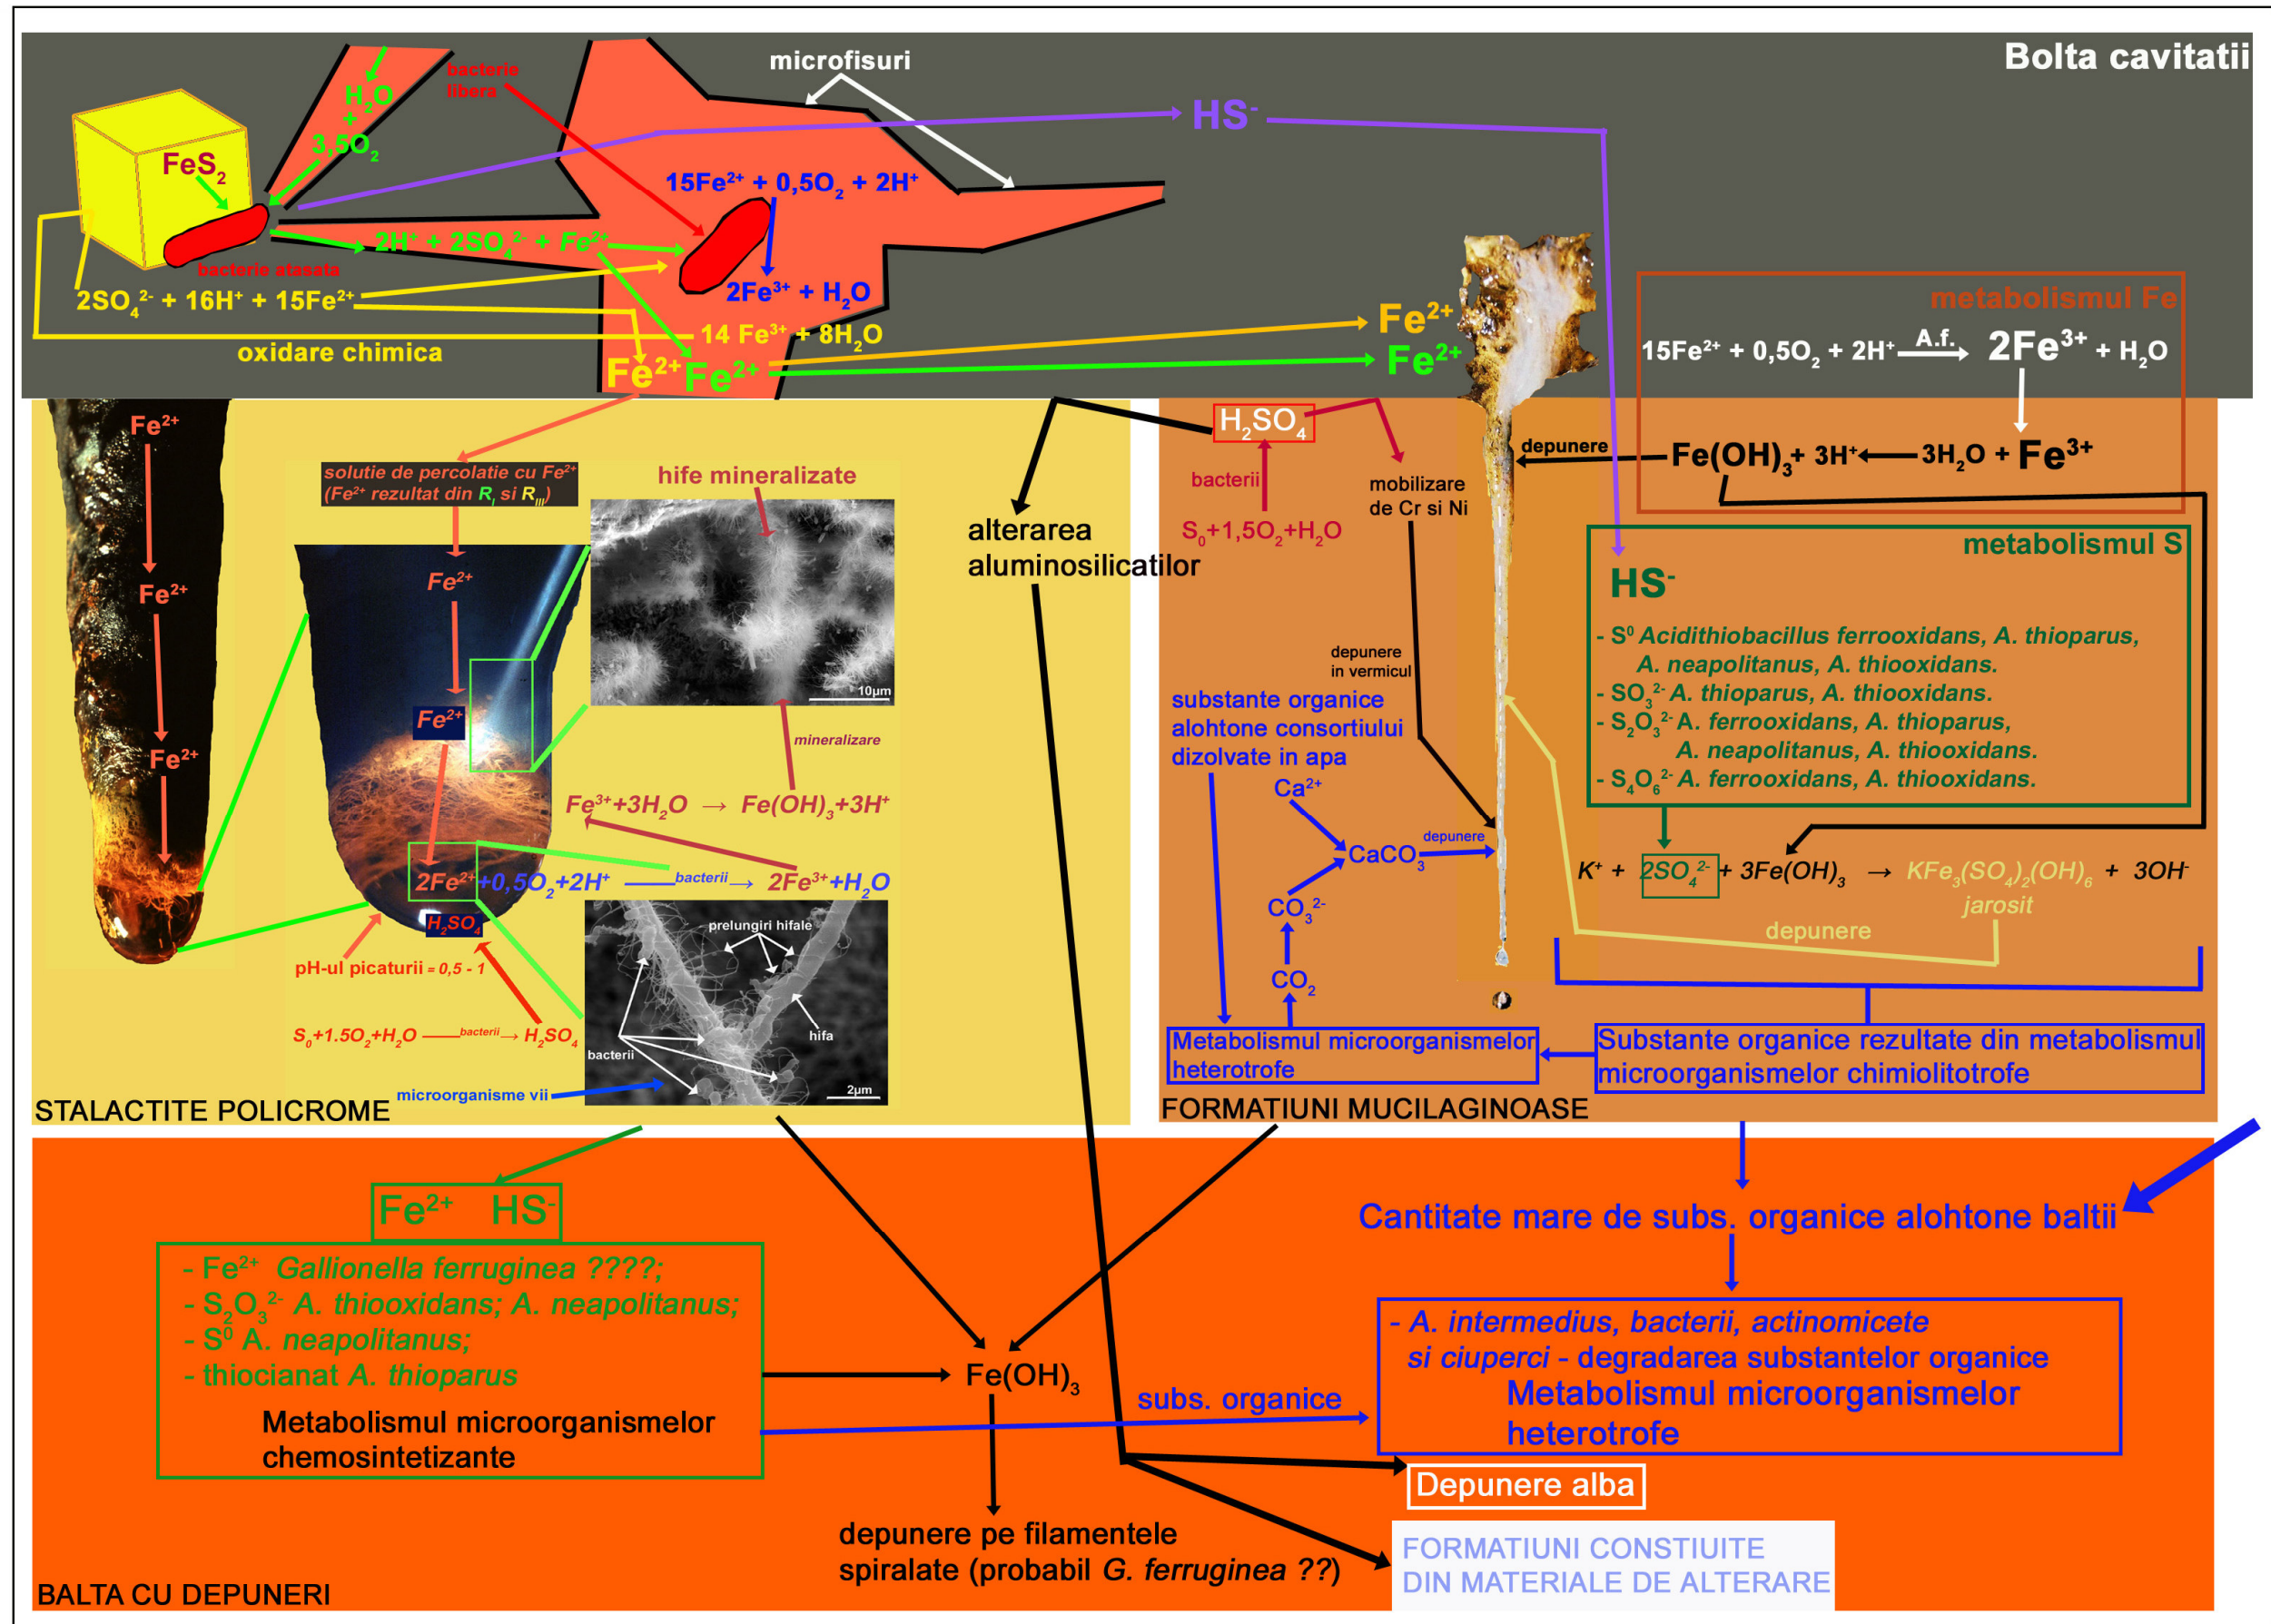 Bolta cavitatii
microfisuri
bacterie
libera
H₂O
+
3,5O₂
FeS₂
HS⁻
15Fe²⁺ + 0,5O₂ + 2H⁺
2H⁺ + 2SO₄²⁻ + Fe²⁺
bacterie atasata
2SO₄²⁻ + 16H⁺ + 15Fe²⁺
2Fe³⁺ + H₂O
14 Fe³⁺ + 8H₂O
oxidare chimica
Fe²⁺ Fe²⁺
Fe²⁺
Fe²⁺
metabolismul Fe
15Fe²⁺ + 0,5O₂ + 2H⁺ A.f. 2Fe³⁺ + H₂O
Fe(OH)₃ + 3H⁺ 3H₂O + Fe³⁺
depunere
Fe²⁺
Fe²⁺
Fe²⁺
solutie de percolatie cu Fe²⁺
(Fe²⁺ rezultat din R_I si R_III)
hife mineralizate
Fe²⁺
Fe²⁺
10µm
mineralizare
Fe³⁺+3H₂O → Fe(OH)₃+3H⁺
2Fe²⁺+0,5O₂+2H⁺ ——bacterii→ 2Fe³⁺+H₂O
H₂SO₄
pH-ul picaturii = 0,5 - 1
S₀+1.5O₂+H₂O ——bacterii→ H₂SO₄
prelungiri hifale
hifa
bacterii
2µm
microorganisme vii
STALACTITE POLICROME
alterarea
aluminosilicatilor
H₂SO₄
bacterii
S₀+1,5O₂+H₂O
mobilizare
de Cr si Ni
depunere
in vermicul
substante organice
alohtone consortiului
dizolvate in apa
Ca²⁺
CaCO₃
depunere
CO₃²⁻
CO₂
Metabolismul microorganismelor
heterotrofe
metabolismul S
HS⁻
- S⁰ Acidithiobacillus ferrooxidans, A. thioparus,
A. neapolitanus, A. thiooxidans.
- SO₃²⁻ A. thioparus, A. thiooxidans.
- S₂O₃²⁻ A. ferrooxidans, A. thioparus,
A. neapolitanus, A. thiooxidans.
- S₄O₆²⁻ A. ferrooxidans, A. thiooxidans.
K⁺ + 2SO₄²⁻ + 3Fe(OH)₃ → KFe₃(SO₄)₂(OH)₆ + 3OH⁻
jarosit
depunere
Substante organice rezultate din metabolismul
microorganismelor chimiolitotrofe
FORMATIUNI MUCILAGINOASE
Fe²⁺ HS⁻
- Fe²⁺ Gallionella ferruginea ????;
- S₂O₃²⁻ A. thiooxidans; A. neapolitanus;
- S⁰ A. neapolitanus;
- thiocianat A. thioparus
Metabolismul microorganismelor
chemosintetizante
Fe(OH)₃
subs. organice
Cantitate mare de subs. organice alohtone baltii
- A. intermedius, bacterii, actinomicete
si ciuperci - degradarea substantelor organice
Metabolismul microorganismelor
heterotrofe
Depunere alba
depunere pe filamentele
spiralate (probabil G. ferruginea ??)
FORMATIUNI CONSTIUITE
DIN MATERIALE DE ALTERARE
BALTA CU DEPUNERI